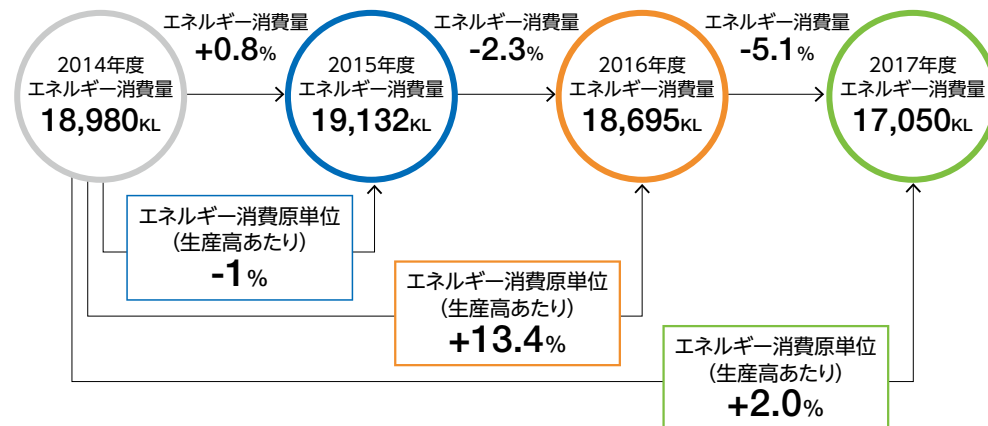 エネルギー消費量
+0.8%
エネルギー消費量
-2.3%
エネルギー消費量
-5.1%
2014年度
エネルギー消費量
18,980KL
2015年度
エネルギー消費量
19,132KL
2016年度
エネルギー消費量
18,695KL
2017年度
エネルギー消費量
17,050KL
エネルギー消費原単位
(生産高あたり)
-1%
エネルギー消費原単位
(生産高あたり)
+13.4%
エネルギー消費原単位
(生産高あたり)
+2.0%